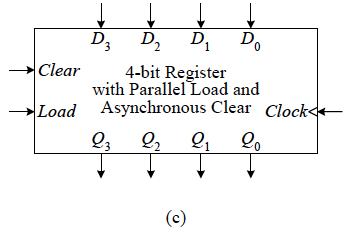 D3 D2 D1 D0
Clear 4-bit Register
with Parallel Load and
Load Asynchronous Clear Clock
Q3 Q2 Q1 Q0
(c)